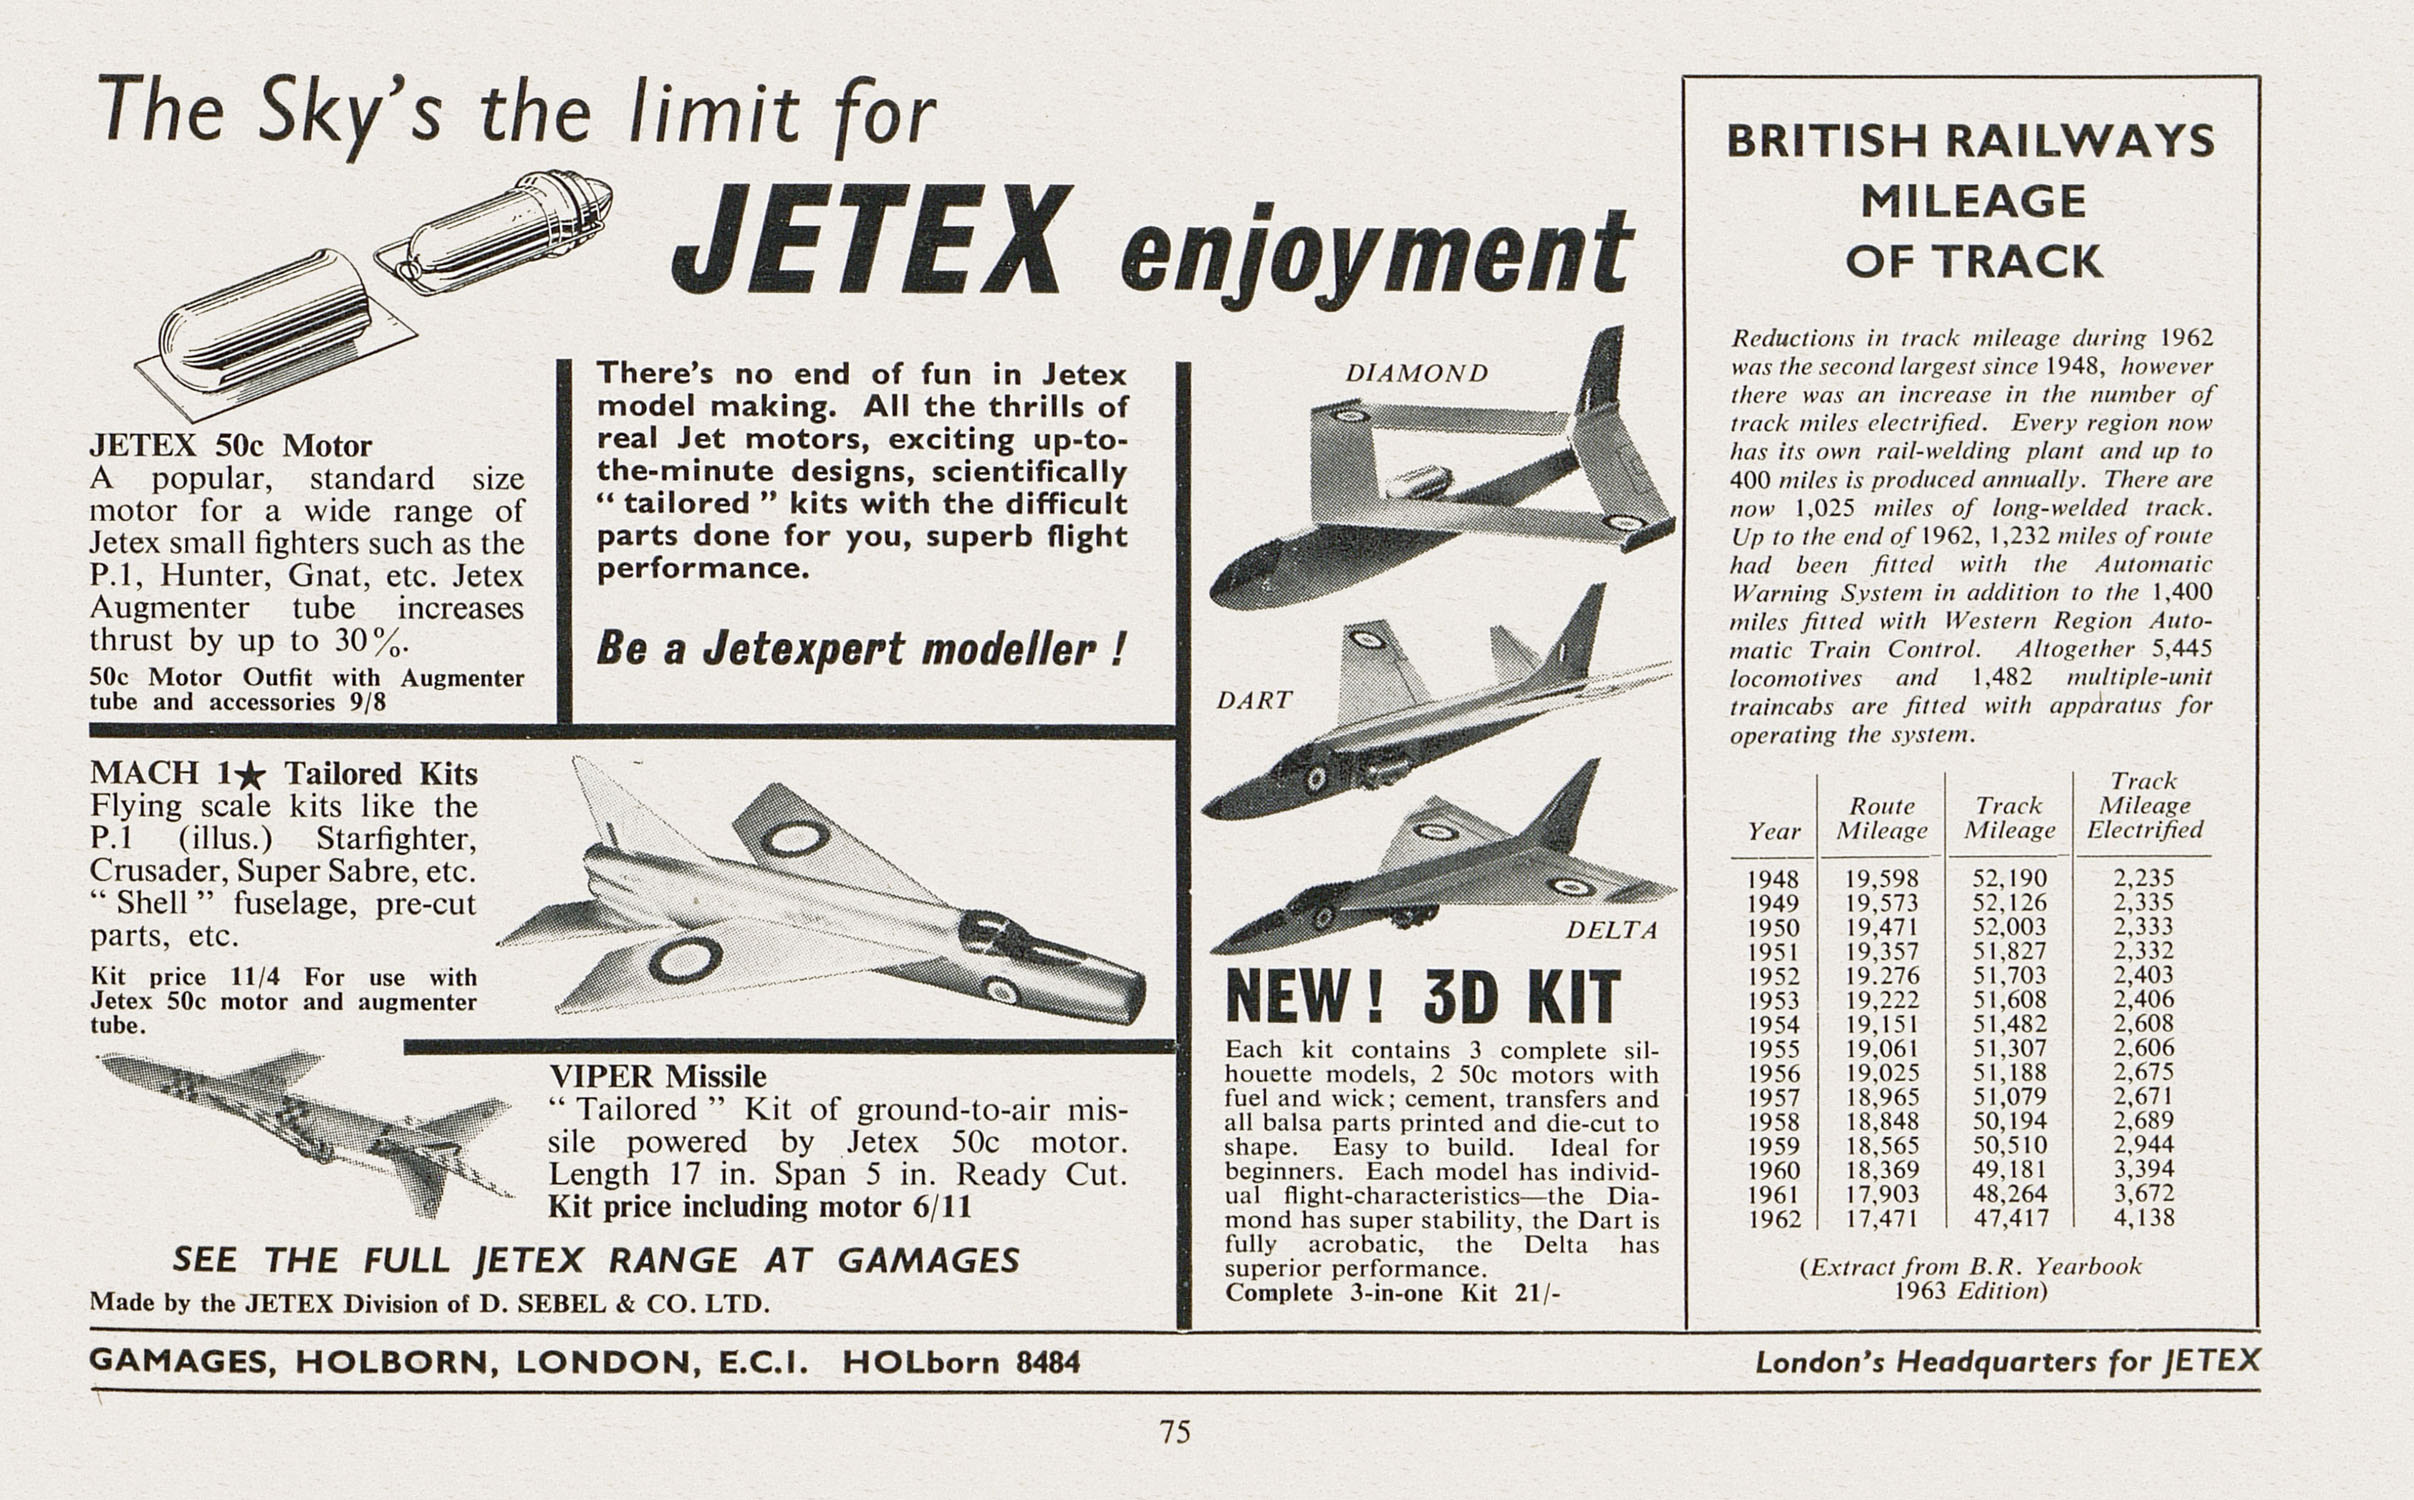 The Sky's the limit for
JETEX enjoyment
JETEX 50c Motor
A popular, standard size
motor for a wide range of
Jetex small fighters such as the
P.1, Hunter, Gnat, etc. Jetex
Augmenter tube increases
thrust by up to 30%.
50c Motor Outfit with Augmenter
tube and accessories 9/8
There's no end of fun in Jetex
model making. All the thrills of
real Jet motors, exciting up-to-
the-minute designs, scientifically
“ tailored ” kits with the difficult
parts done for you, superb flight
performance.
Be a Jetexpert modeller !
MACH 1★ Tailored Kits
Flying scale kits like the
P.1 (illus.) Starfighter,
Crusader, Super Sabre, etc.
“ Shell ” fuselage, pre-cut
parts, etc.
Kit price 11/4 For use with
Jetex 50c motor and augmenter
tube.
VIPER Missile
“ Tailored ” Kit of ground-to-air mis-
sile powered by Jetex 50c motor.
Length 17 in. Span 5 in. Ready Cut.
Kit price including motor 6/11
SEE THE FULL JETEX RANGE AT GAMAGES
Made by the JETEX Division of D. SEBEL & CO. LTD.
DIAMOND
DART
DELTA
NEW! 3D KIT
Each kit contains 3 complete sil-
houette models, 2 50c motors with
fuel and wick; cement, transfers and
all balsa parts printed and die-cut to
shape. Easy to build. Ideal for
beginners. Each model has individ-
ual flight-characteristics—the Dia-
mond has super stability, the Dart is
fully acrobatic, the Delta has
superior performance.
Complete 3-in-one Kit 21/-
BRITISH RAILWAYS
MILEAGE
OF TRACK
Reductions in track mileage during 1962
was the second largest since 1948, however
there was an increase in the number of
track miles electrified. Every region now
has its own rail-welding plant and up to
400 miles is produced annually. There are
now 1,025 miles of long-welded track.
Up to the end of 1962, 1,232 miles of route
had been fitted with the Automatic
Warning System in addition to the 1,400
miles fitted with Western Region Auto-
matic Train Control. Altogether 5,445
locomotives and 1,482 multiple-unit
traincabs are fitted with apparatus for
operating the system.
Year Route Mileage Track Mileage Track Mileage Electrified
1948 19,598 52,190 2,235
1949 19,573 52,126 2,335
1950 19,471 52,003 2,333
1951 19,357 51,827 2,332
1952 19.276 51,703 2,403
1953 19,222 51,608 2,406
1954 19,151 51,482 2,608
1955 19,061 51,307 2,606
1956 19,025 51,188 2,675
1957 18,965 51,079 2,671
1958 18,848 50,194 2,689
1959 18,565 50,510 2,944
1960 18,369 49,181 3,394
1961 17,903 48,264 3,672
1962 17,471 47,417 4,138
(Extract from B.R. Yearbook
1963 Edition)
GAMAGES, HOLBORN, LONDON, E.C.I. HOLborn 8484
London's Headquarters for JETEX
75